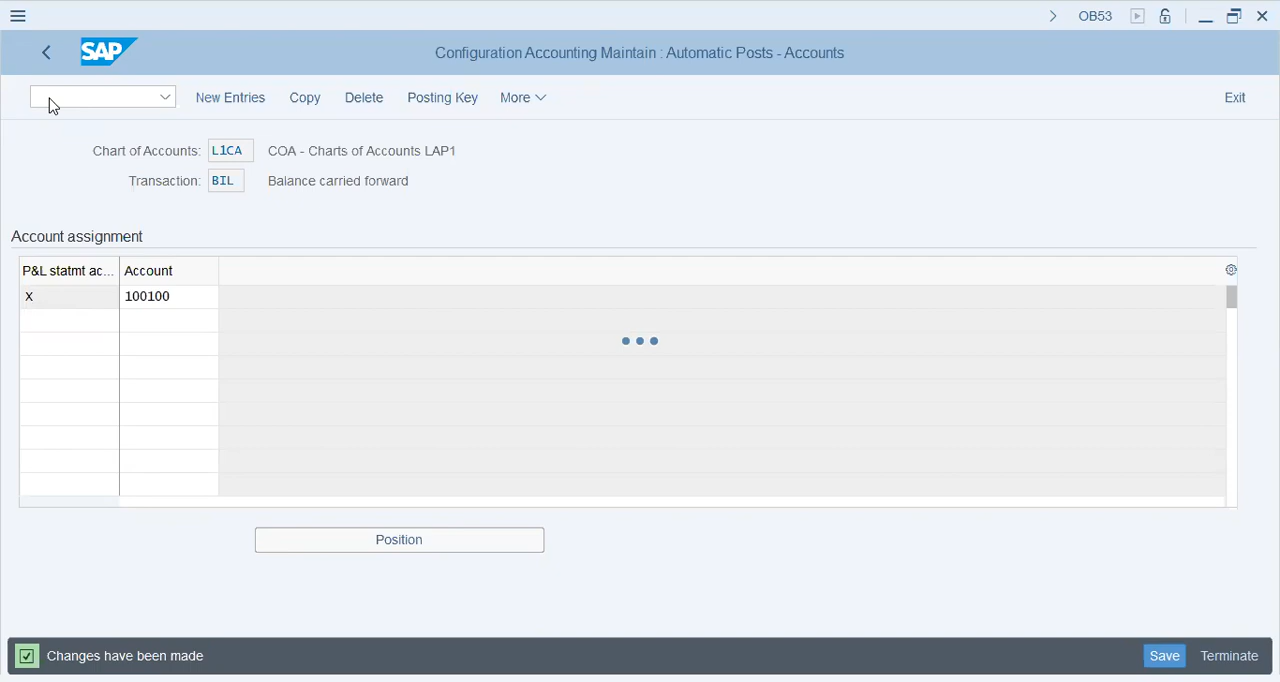 OB53
SAP
Configuration Accounting Maintain : Automatic Posts - Accounts
New Entries Copy Delete Posting Key More Exit
Chart of Accounts: L1CA COA - Charts of Accounts LAP1
Transaction: BIL Balance carried forward
Account assignment
P&L statmt ac... Account
X 100100
Position
Changes have been made Save Terminate